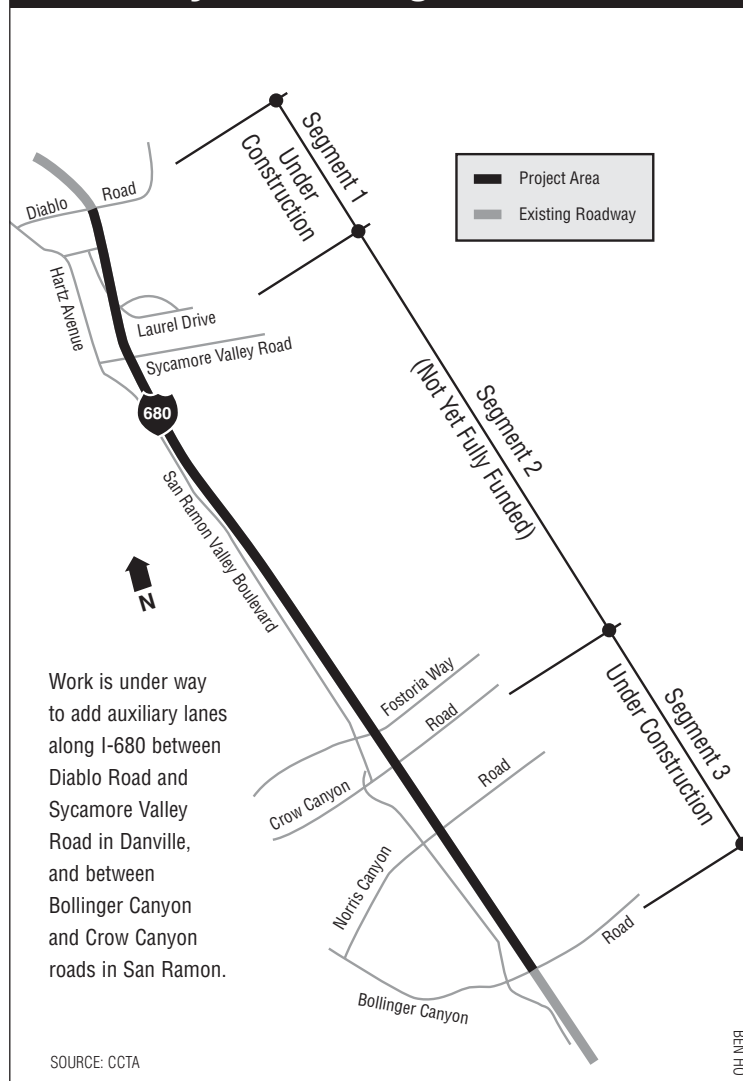 Segment 1
Under
Construction
Project Area
Existing Roadway
Diablo Road
Hartz Avenue
Laurel Drive
Sycamore Valley Road
680
Segment 2
(Not Yet Fully Funded)
San Ramon Valley Boulevard
N
Fostoria Way
Crow Canyon Road
Segment 3
Under Construction
Norris Canyon Road
Bollinger Canyon Road
Work is under way
to add auxiliary lanes
along I-680 between
Diablo Road and
Sycamore Valley
Road in Danville,
and between
Bollinger Canyon
and Crow Canyon
roads in San Ramon.
SOURCE: CCTA
BEN HU